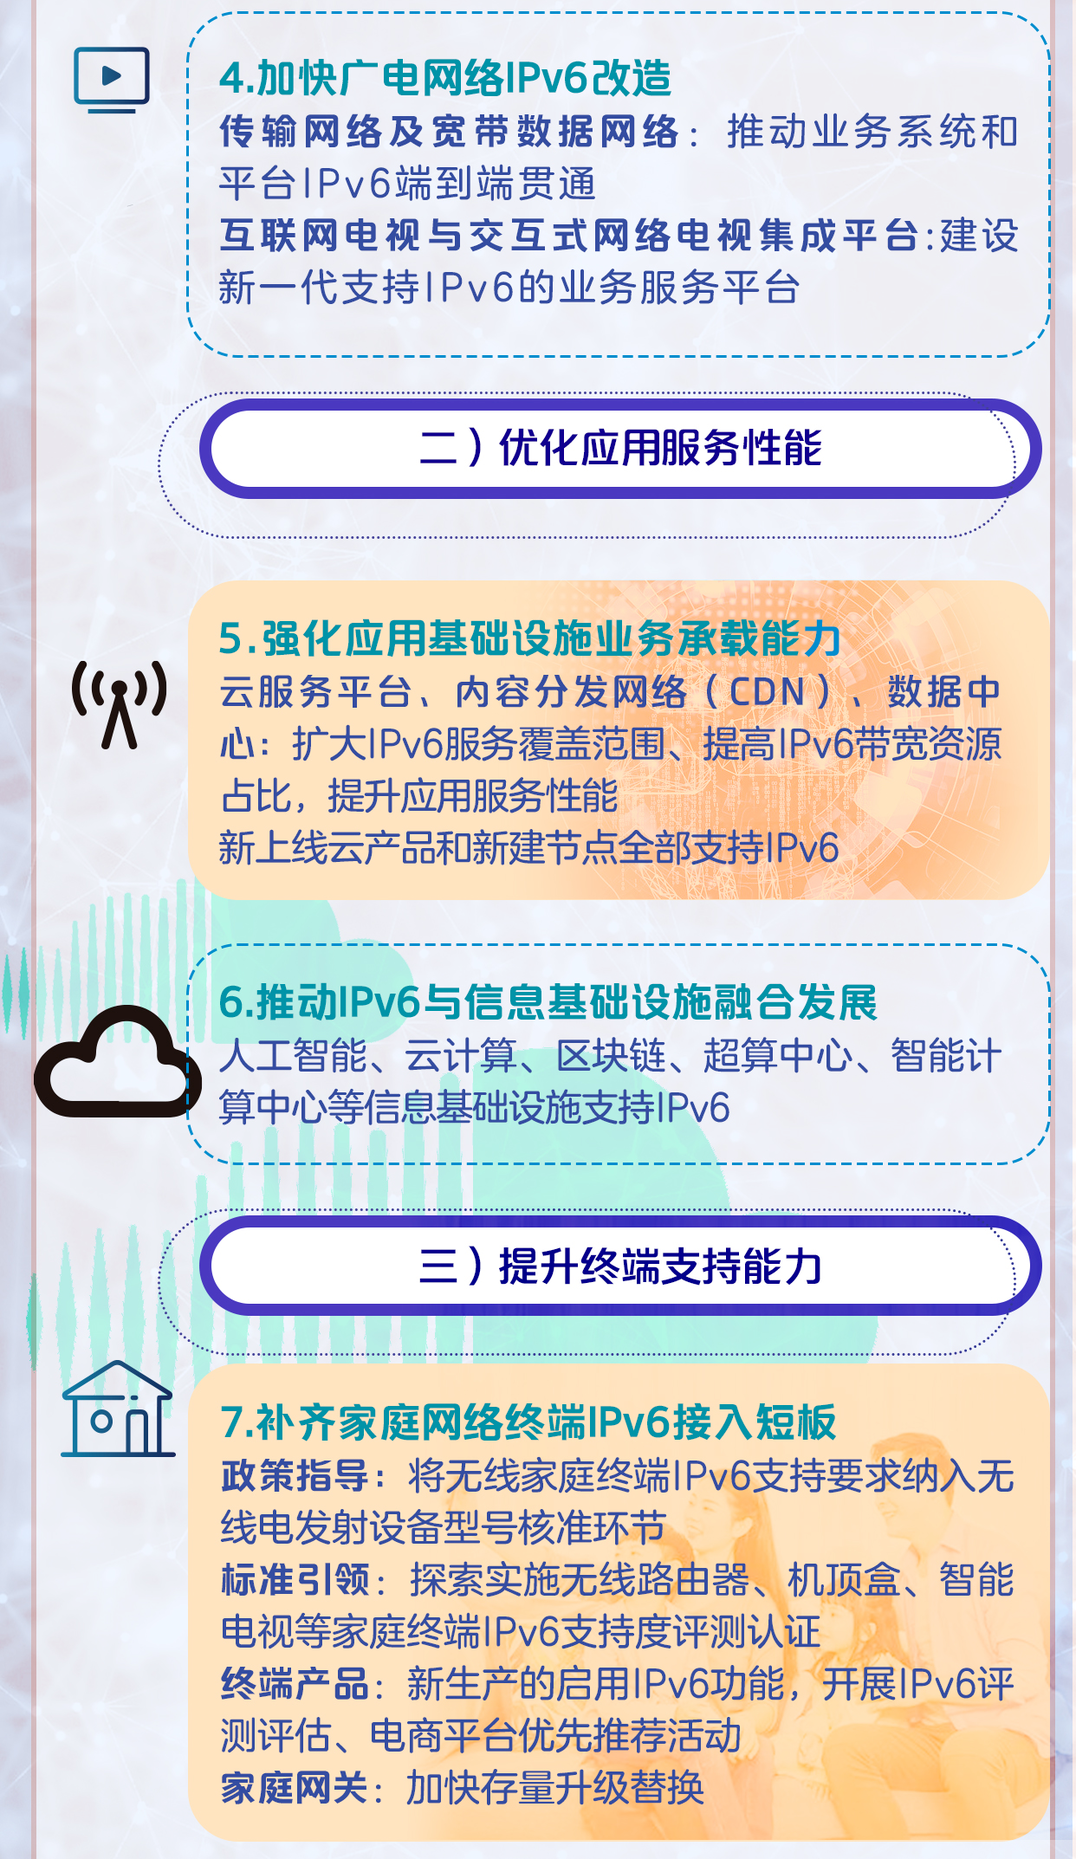 4.加快广电网络IPv6改造
传输网络及宽带数据网络：推动业务系统和
平台IPv6端到端贯通
互联网电视与交互式网络电视集成平台:建设
新一代支持IPv6的业务服务平台
二）优化应用服务性能
5.强化应用基础设施业务承载能力
云服务平台、内容分发网络（CDN）、数据中
心：扩大IPv6服务覆盖范围、提高IPv6带宽资源
占比，提升应用服务性能
新上线云产品和新建节点全部支持IPv6
6.推动IPv6与信息基础设施融合发展
人工智能、云计算、区块链、超算中心、智能计
算中心等信息基础设施支持IPv6
三）提升终端支持能力
7.补齐家庭网络终端IPv6接入短板
政策指导：将无线家庭终端IPv6支持要求纳入无
线电发射设备型号核准环节
标准引领：探索实施无线路由器、机顶盒、智能
电视等家庭终端IPv6支持度评测认证
终端产品：新生产的启用IPv6功能，开展IPv6评
测评估、电商平台优先推荐活动
家庭网关：加快存量升级替换